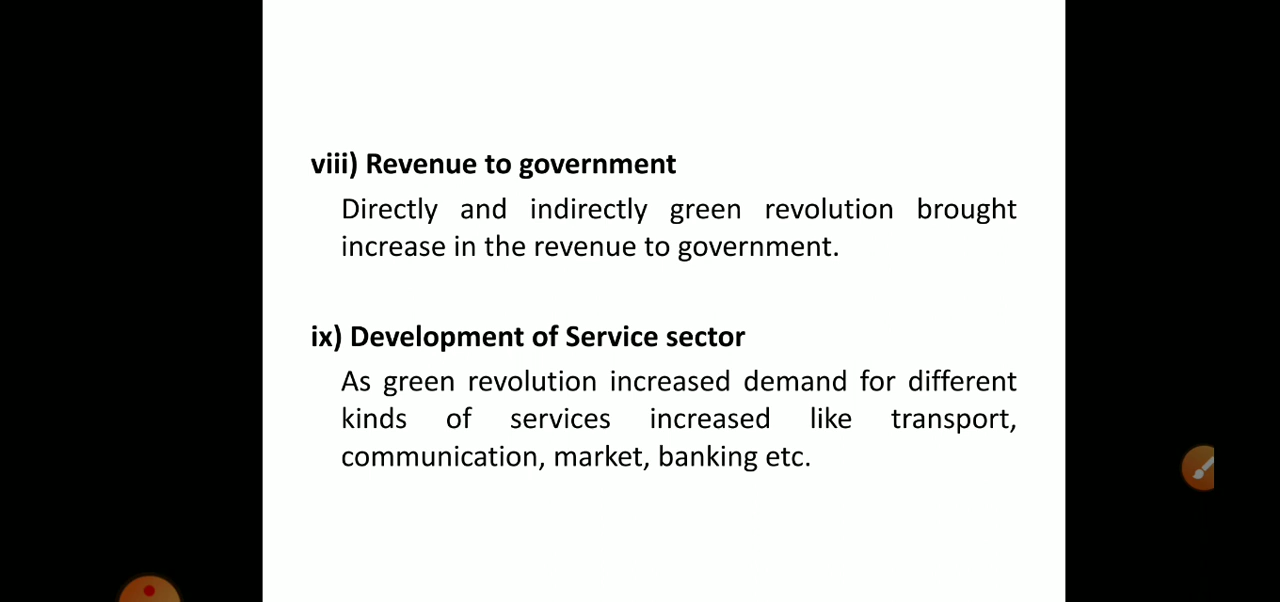 viii) Revenue to government
Directly and indirectly green revolution brought
increase in the revenue to government.
ix) Development of Service sector
As green revolution increased demand for different
kinds of services increased like transport,
communication, market, banking etc.